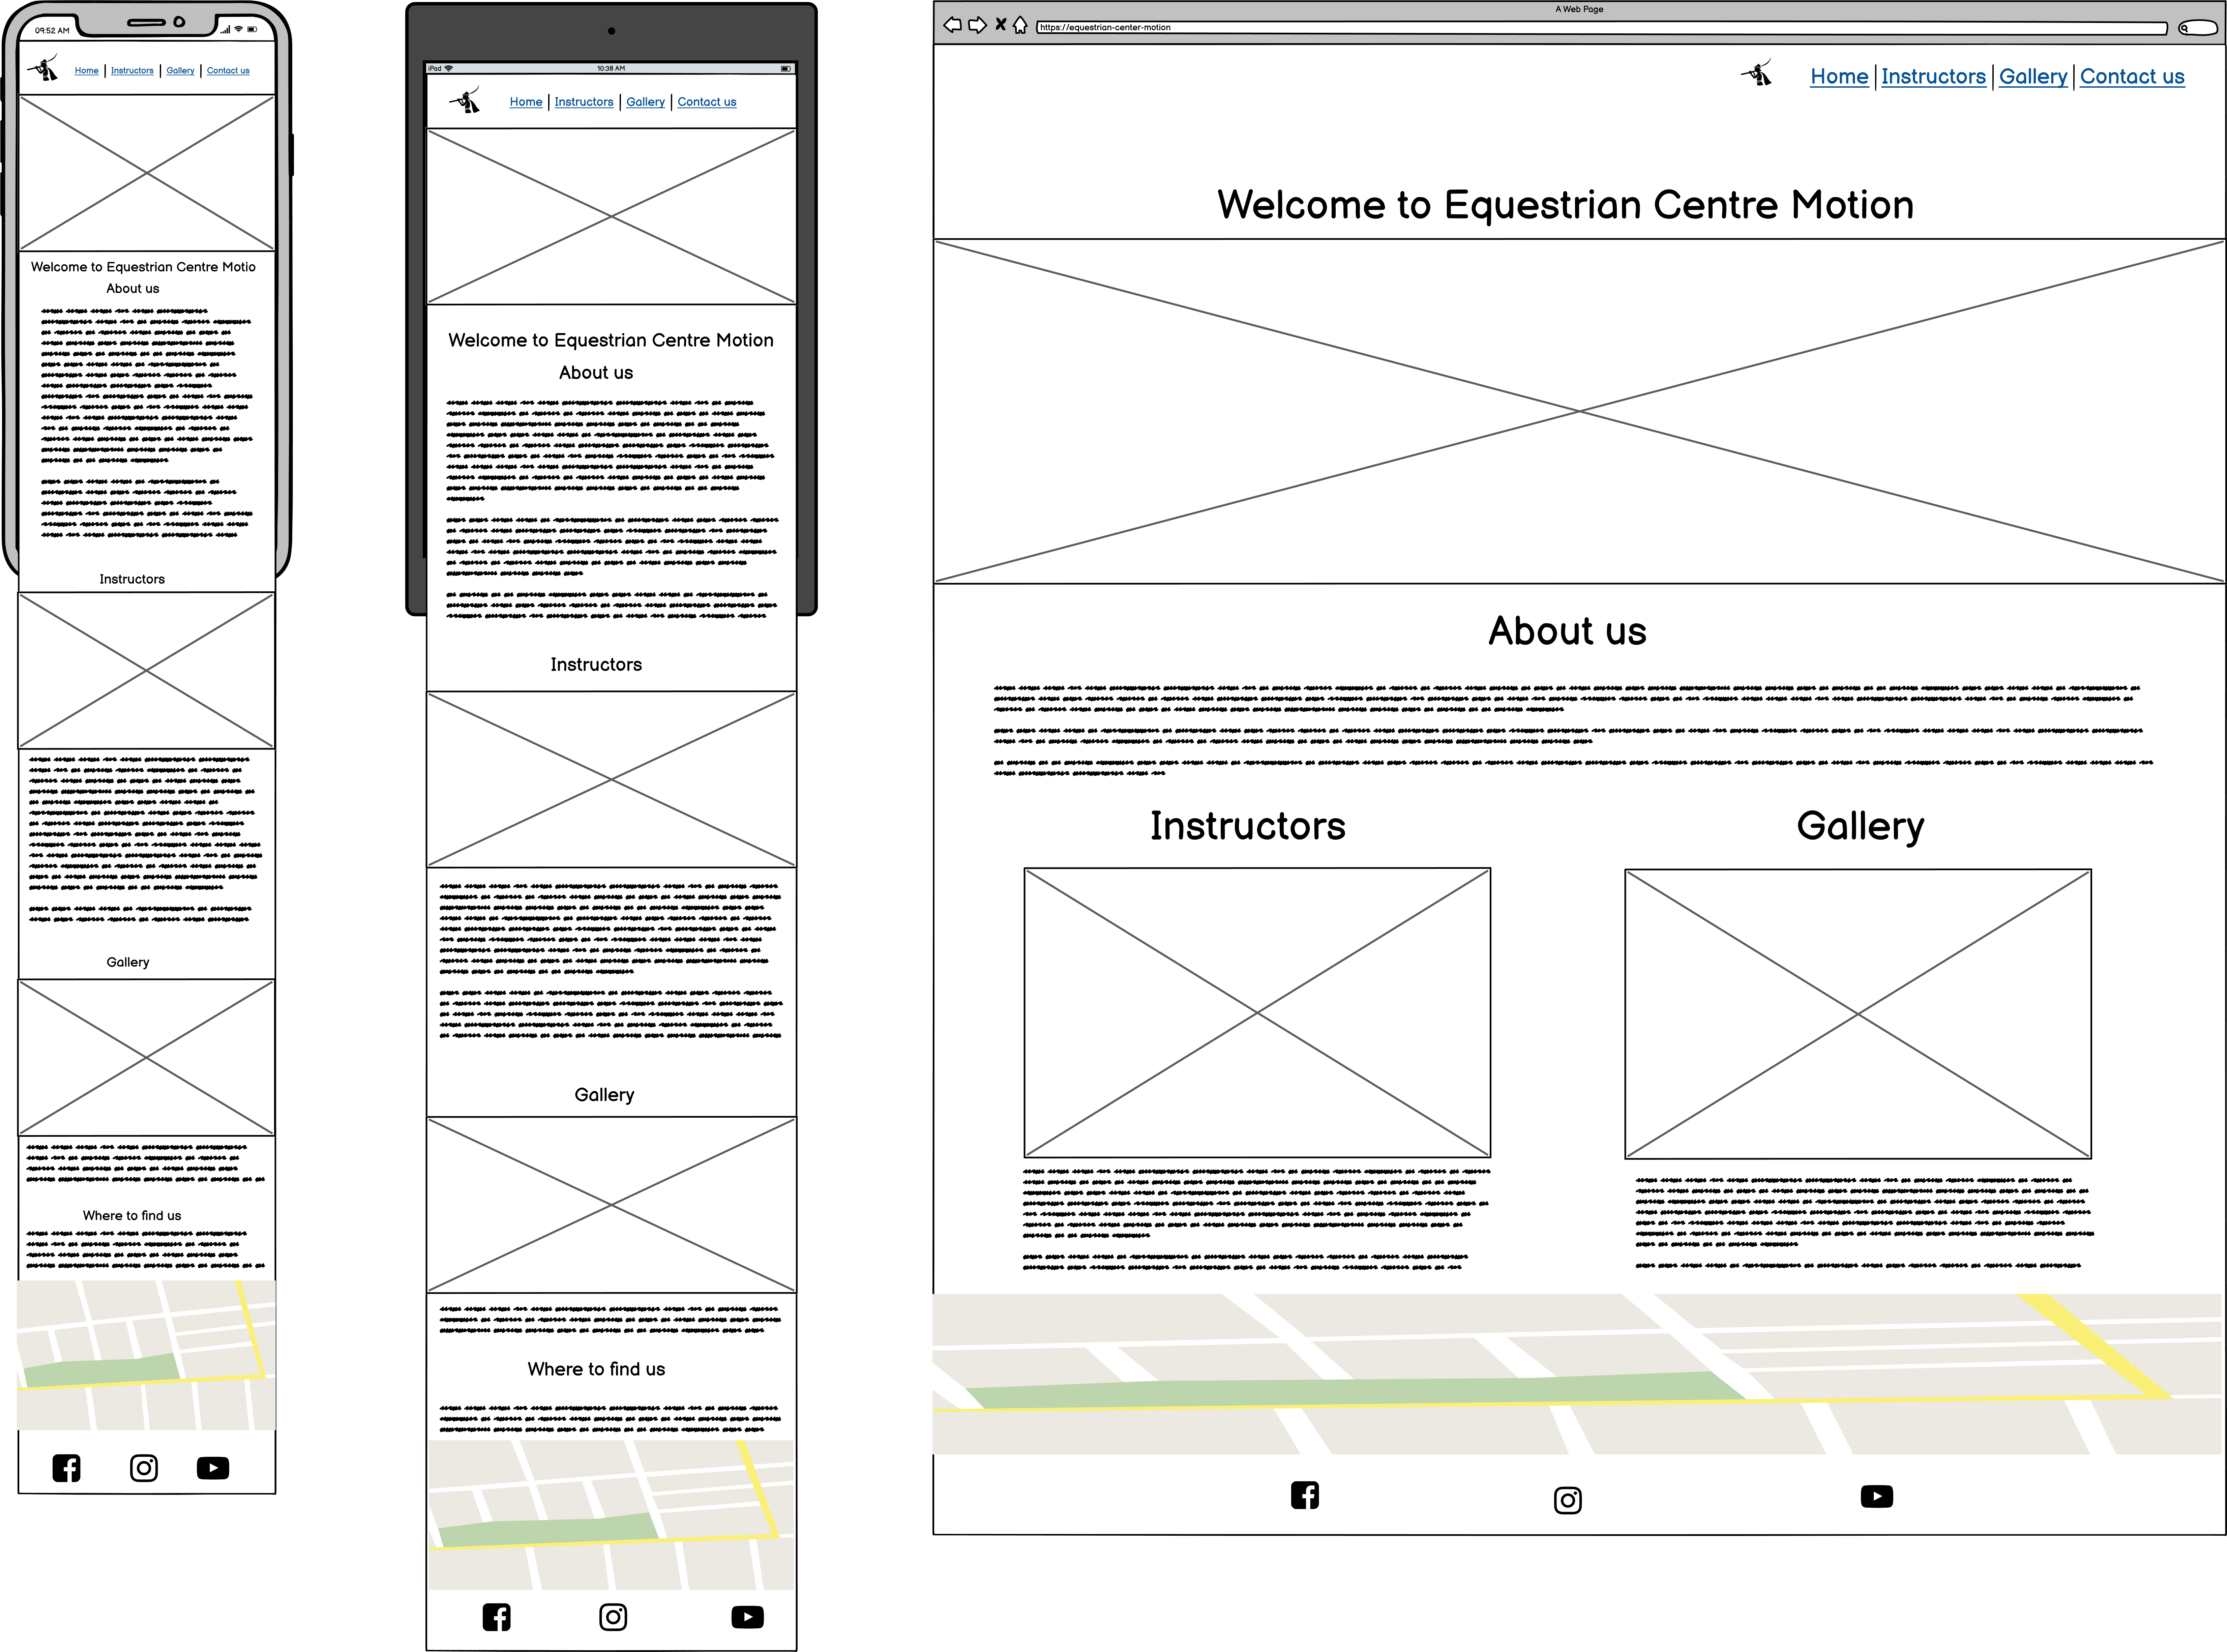 09:52 AM
Home Instructors Gallery Contact us
Welcome to Equestrian Centre Motio
About us
Instructors
Gallery
Where to find us
iPad 10:38 AM
Home Instructors Gallery Contact us
Welcome to Equestrian Centre Motion
About us
Instructors
Gallery
Where to find us
A Web Page
https://equestrian-center-motion
Home Instructors Gallery Contact us
Welcome to Equestrian Centre Motion
About us
Instructors Gallery